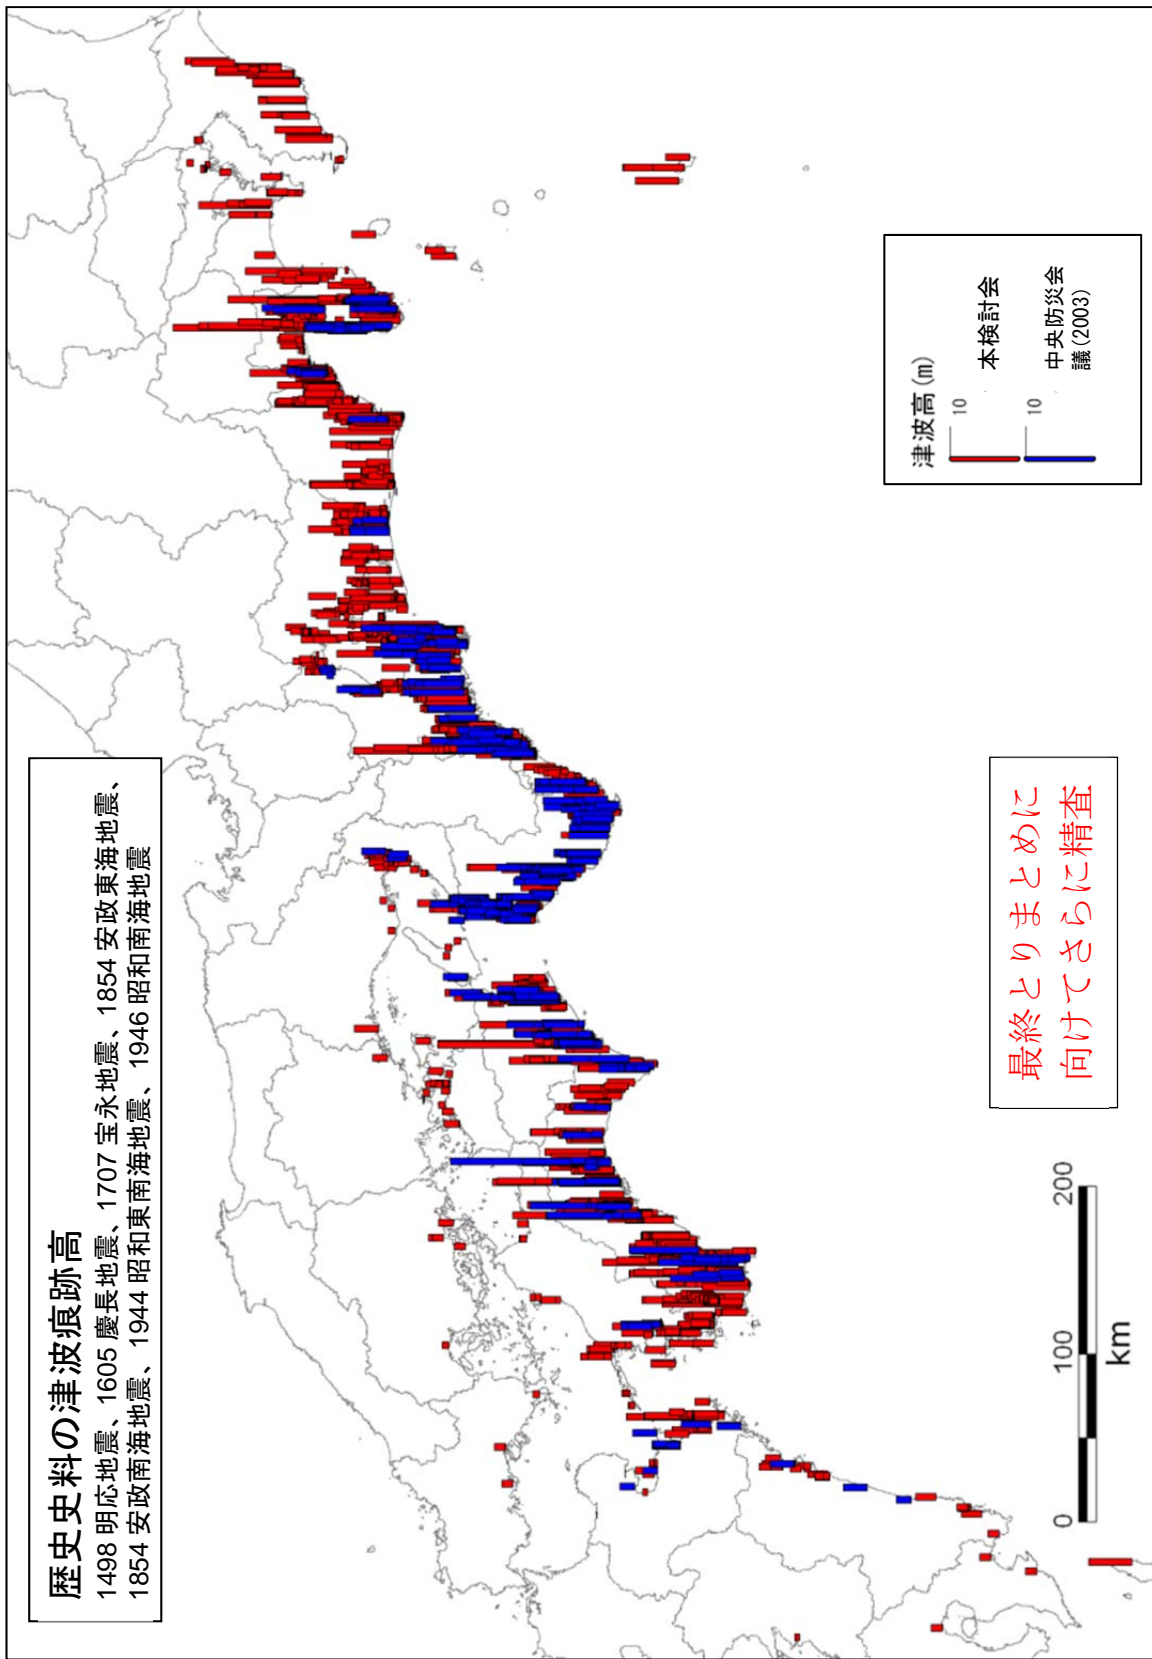 歴史史料の津波痕跡高
1498 明応地震、1605 慶長地震、1707 宝永地震、1854 安政東海地震、
1854 安政南海地震、1944 昭和東南海地震、1946 昭和南海地震
津波高(m)
10
本検討会
10
中央防災会
議(2003)
最終とりまとめに
向けてさらに精査
0 100 200
km